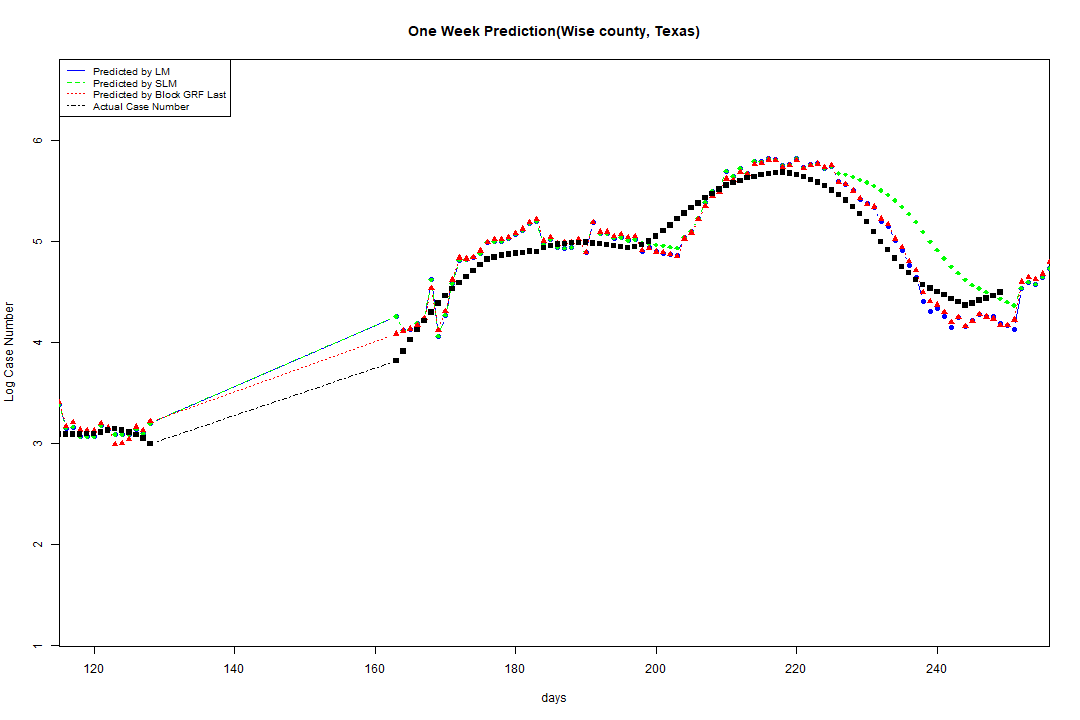 One Week Prediction(Wise county, Texas)
Predicted by LM
Predicted by SLM
Predicted by Block GRF Last
Actual Case Number
Log Case Number
6
5
4
3
2
1
120 140 160 180 200 220 240
days